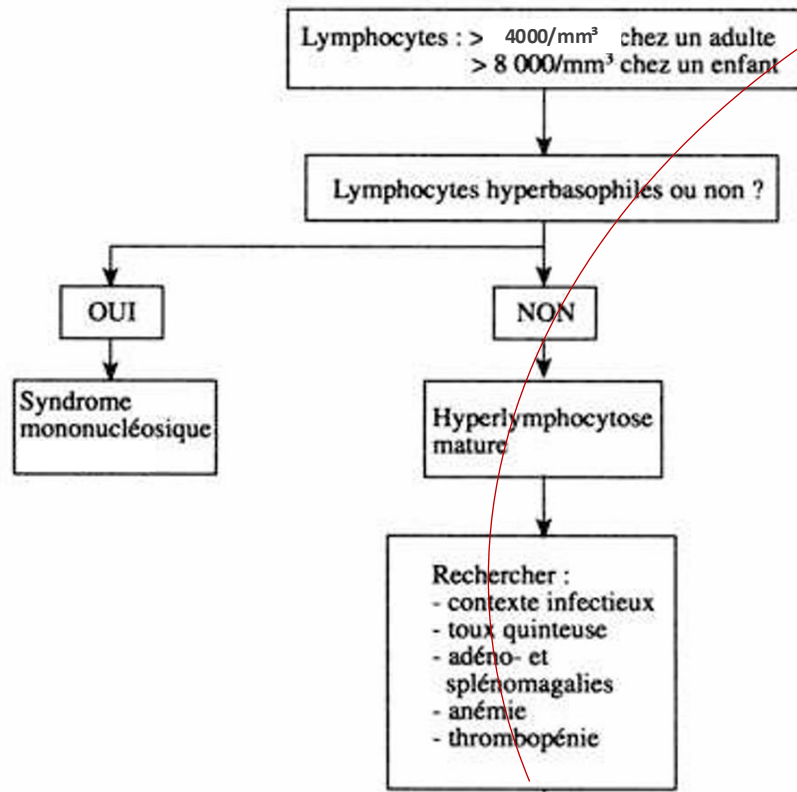 Lymphocytes : > 4000/mm³ chez un adulte
> 8 000/mm³ chez un enfant
Lymphocytes hyperbasophiles ou non ?
OUI
NON
Syndrome
mononucléosique
Hyperlymphocytose
mature
Rechercher :
- contexte infectieux
- toux quinteuse
- adéno- et
splénomagalies
- anémie
- thrombopénie